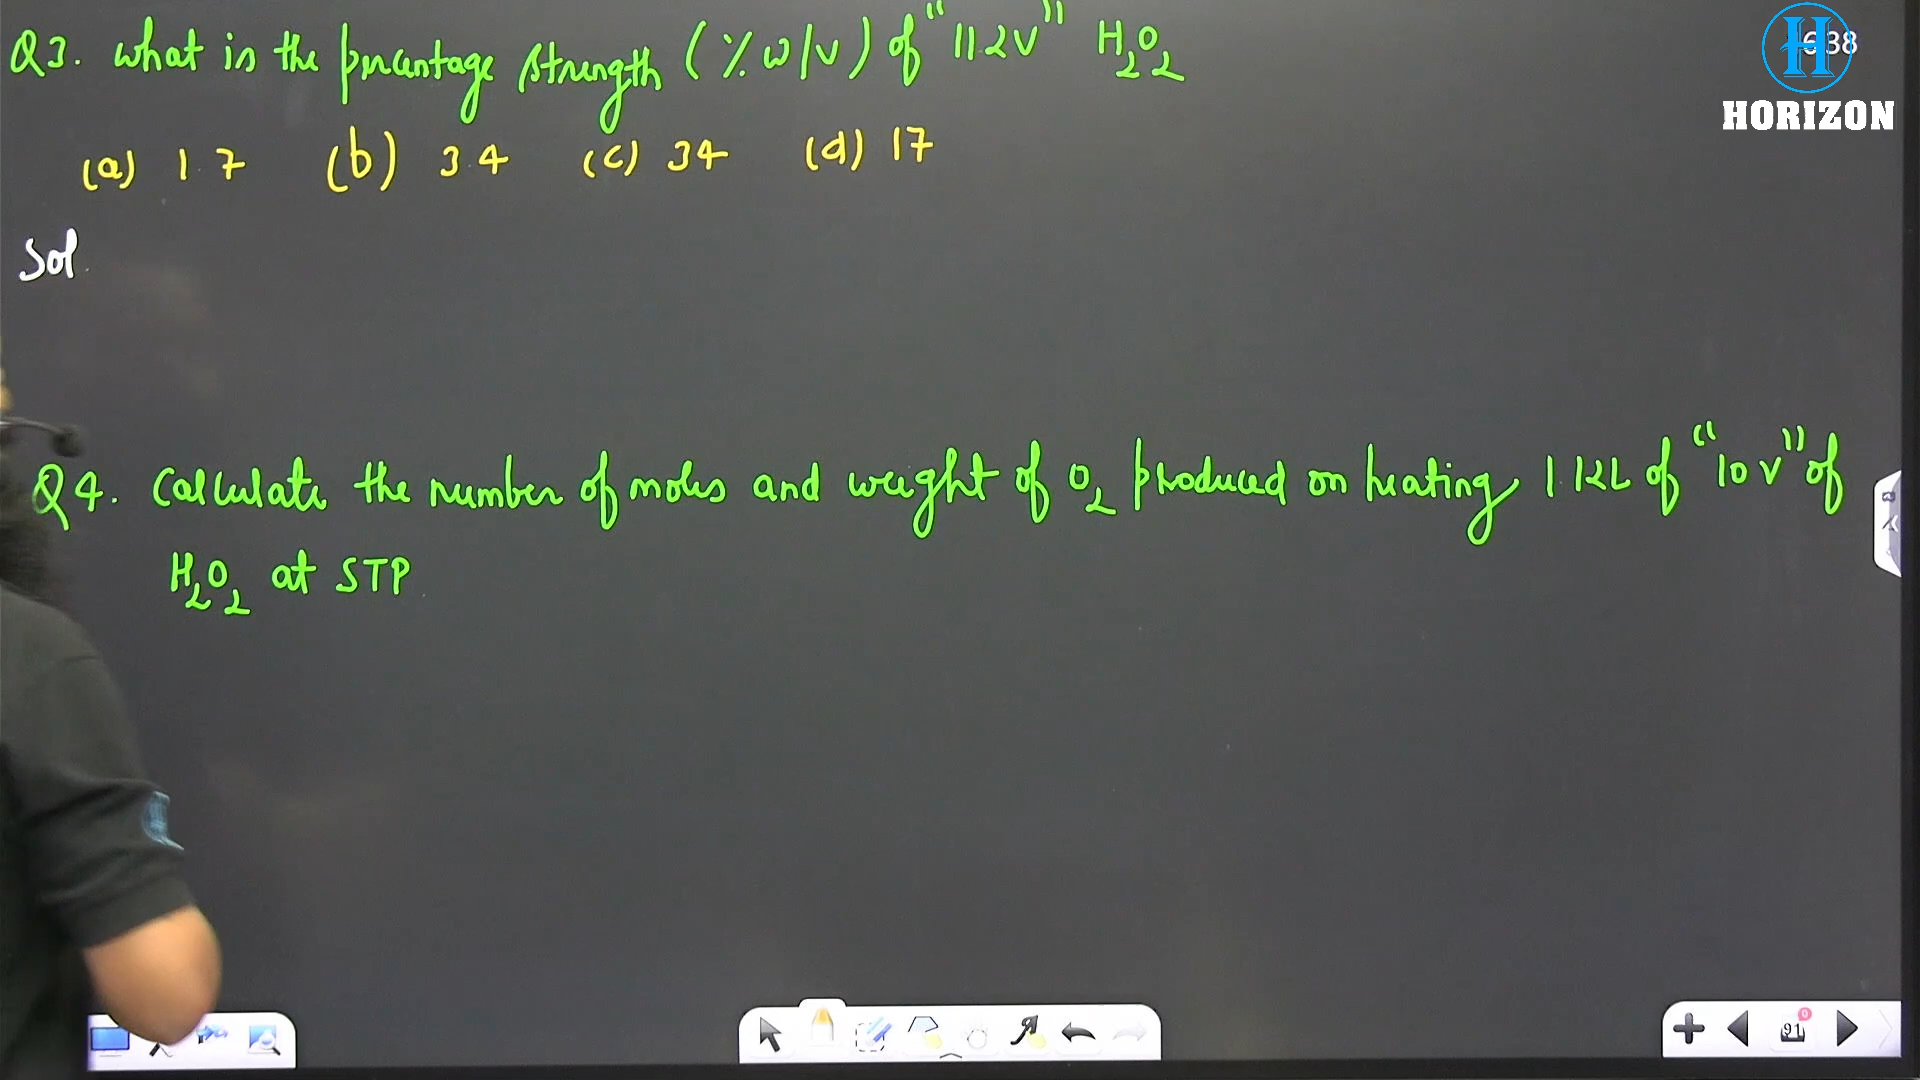 Q3. What is the percentage strength (% w/v) of "11.2V" H2O2
HORIZON
(a) 1.7 (b) 3.4 (c) 34 (d) 17
Sol.
Q4. Calculate the number of moles and weight of O2 produced on heating 1 KL of "10 V" of
H2O2 at STP
91